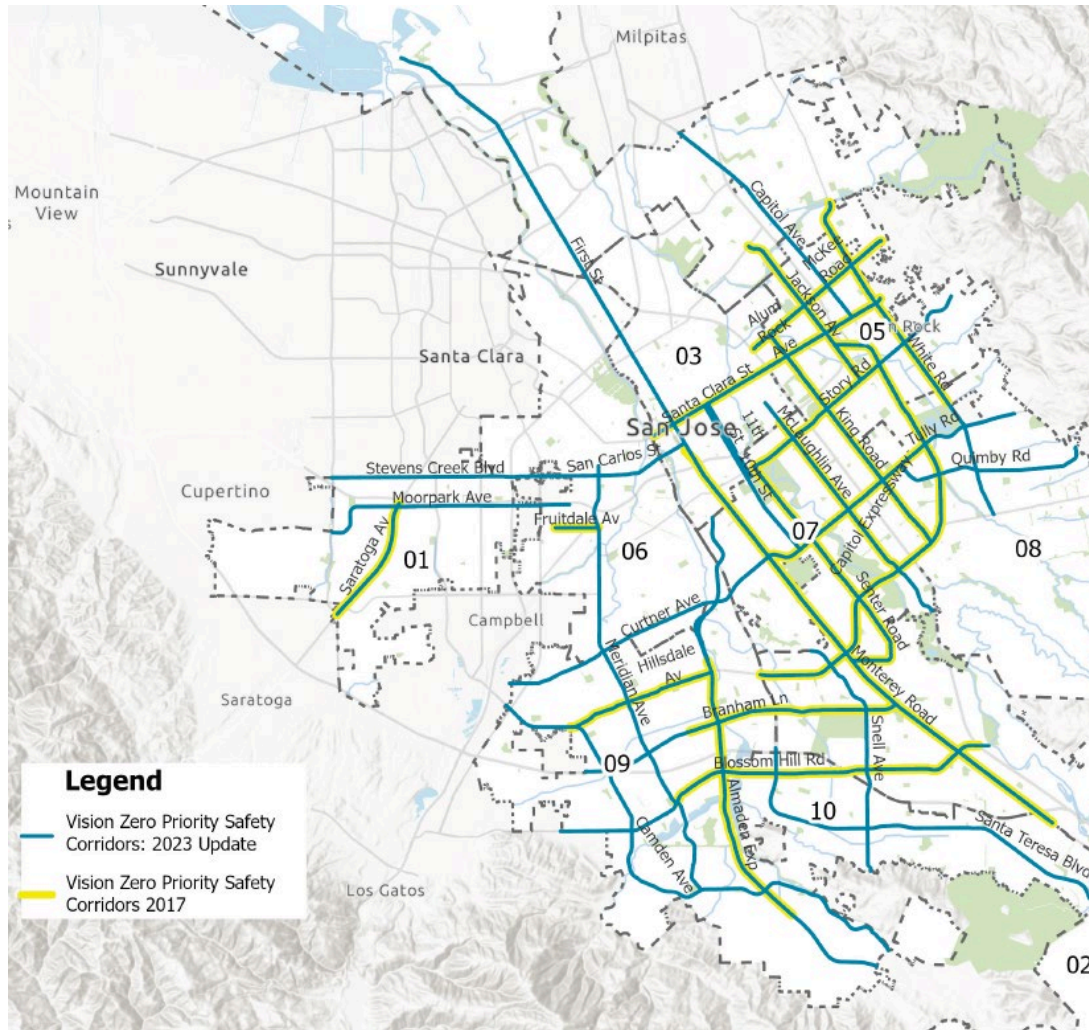 Milpitas
Mountain
View
Sunnyvale
Capitol Ave
First St
McKee
Road
Santa Clara
Jackson Av
Alum
Rock
Ave
03
05
n Rock
White Rd
Santa Clara St
Story Rd
San Jose
11th
St
10th St
McLaughlin Ave
King Road
Tully Rd
San Carlos St
Stevens Creek Blvd
Quimby Rd
Cupertino
Moorpark Ave
Fruitdale Av
Capitol Expressway
07
06
08
01
Saratoga Av
Senter Road
Campbell
Curtner Ave
Hillsdale
Av
Meridian Ave
Monterey Road
Saratoga
Branham Ln
Snell Ave
09
Blossom Hill Rd
Legend
Vision Zero Priority Safety
Corridors: 2023 Update
Vision Zero Priority Safety
Corridors 2017
Almaden Exp
10
Santa Teresa Blvd
Camden Ave
Los Gatos
02